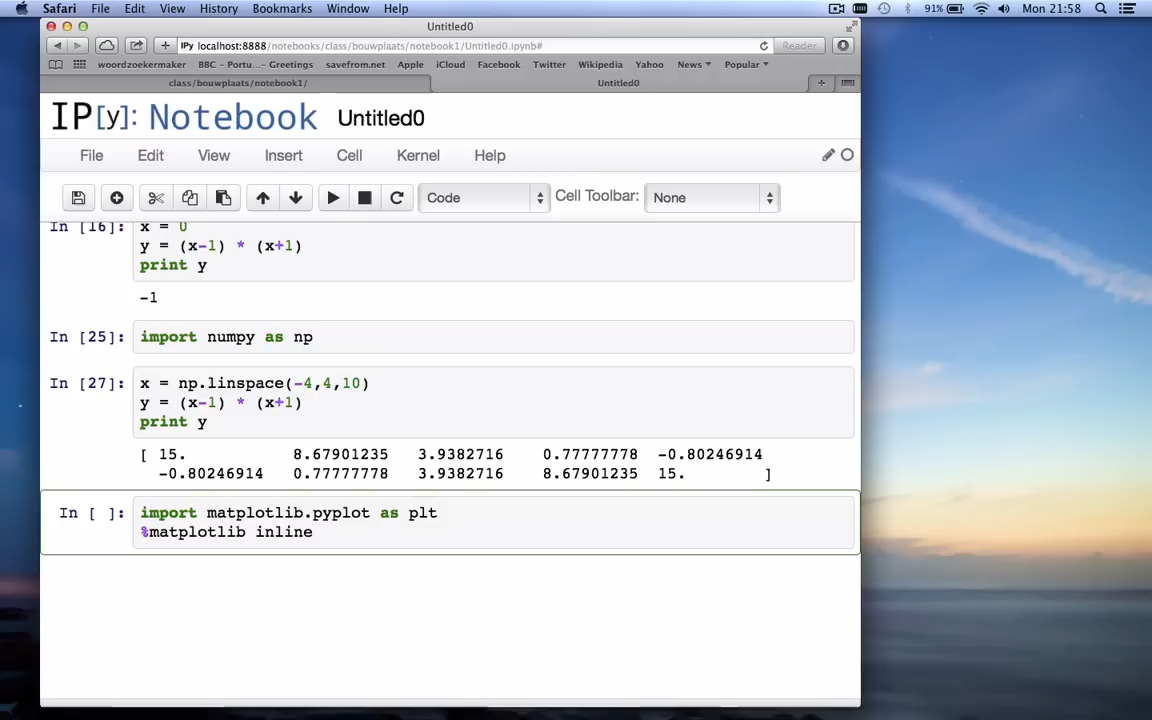 Safari File Edit View History Bookmarks Window Help 91% Mon 21:58
Untitled0
IPy localhost:8888/notebooks/class/bouwplaats/notebook1/Untitled0.ipynb# Reader
woordzoekermaker BBC – Portu... – Greetings savefrom.net Apple iCloud Facebook Twitter Wikipedia Yahoo News Popular
class/bouwplaats/notebook1/ Untitled0
IP[y]: Notebook Untitled0
File Edit View Insert Cell Kernel Help
Code Cell Toolbar: None
In [16]: x = 0
y = (x-1) * (x+1)
print y
-1
In [25]: import numpy as np
In [27]: x = np.linspace(-4,4,10)
y = (x-1) * (x+1)
print y
[ 15. 8.67901235 3.9382716 0.77777778 -0.80246914
-0.80246914 0.77777778 3.9382716 8.67901235 15. ]
In [ ]: import matplotlib.pyplot as plt
%matplotlib inline